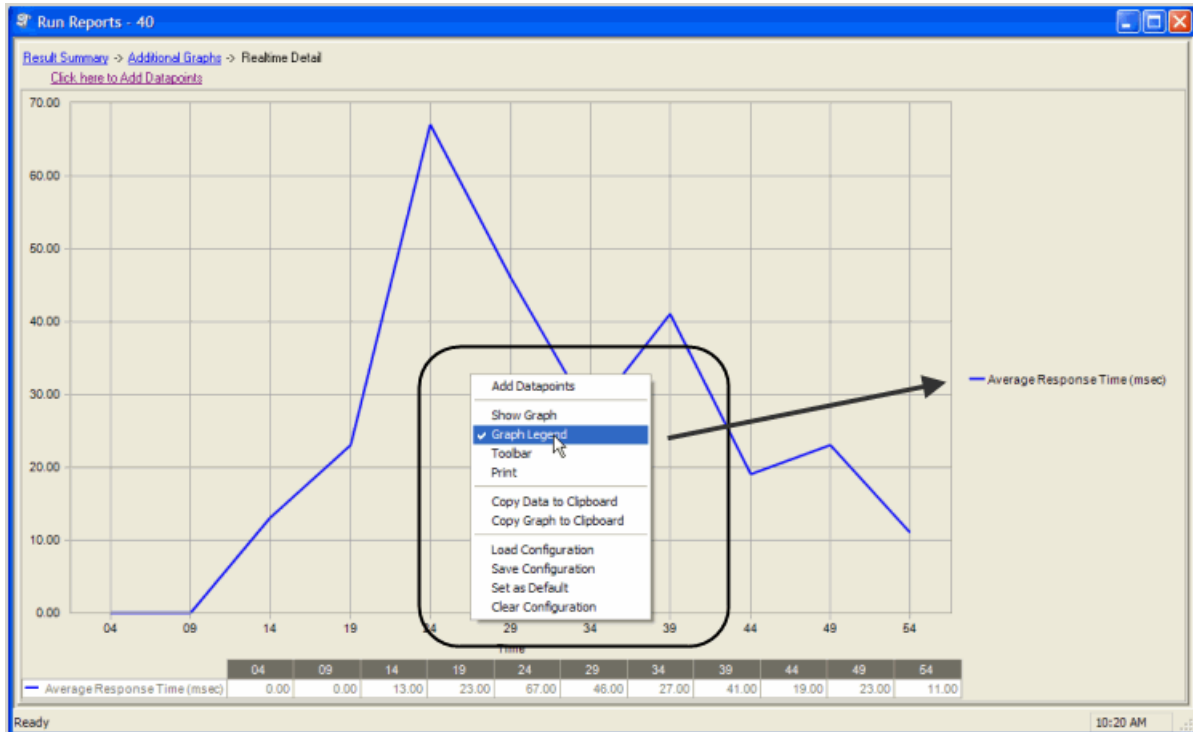 Run Reports - 40
Result Summary -> Additional Graphs -> Realtime Detail
Click here to Add Datapoints
70.00
60.00
50.00
40.00
30.00
20.00
10.00
0.00
04 09 14 19 24 29 34 39 44 49 54
Time
Average Response Time (msec)
Add Datapoints
Show Graph
Graph Legend
Toolbar
Print
Copy Data to Clipboard
Copy Graph to Clipboard
Load Configuration
Save Configuration
Set as Default
Clear Configuration
04 09 14 19 24 29 34 39 44 49 54
Average Response Time (msec) 0.00 0.00 13.00 23.00 67.00 46.00 27.00 41.00 19.00 23.00 11.00
Ready 10:20 AM